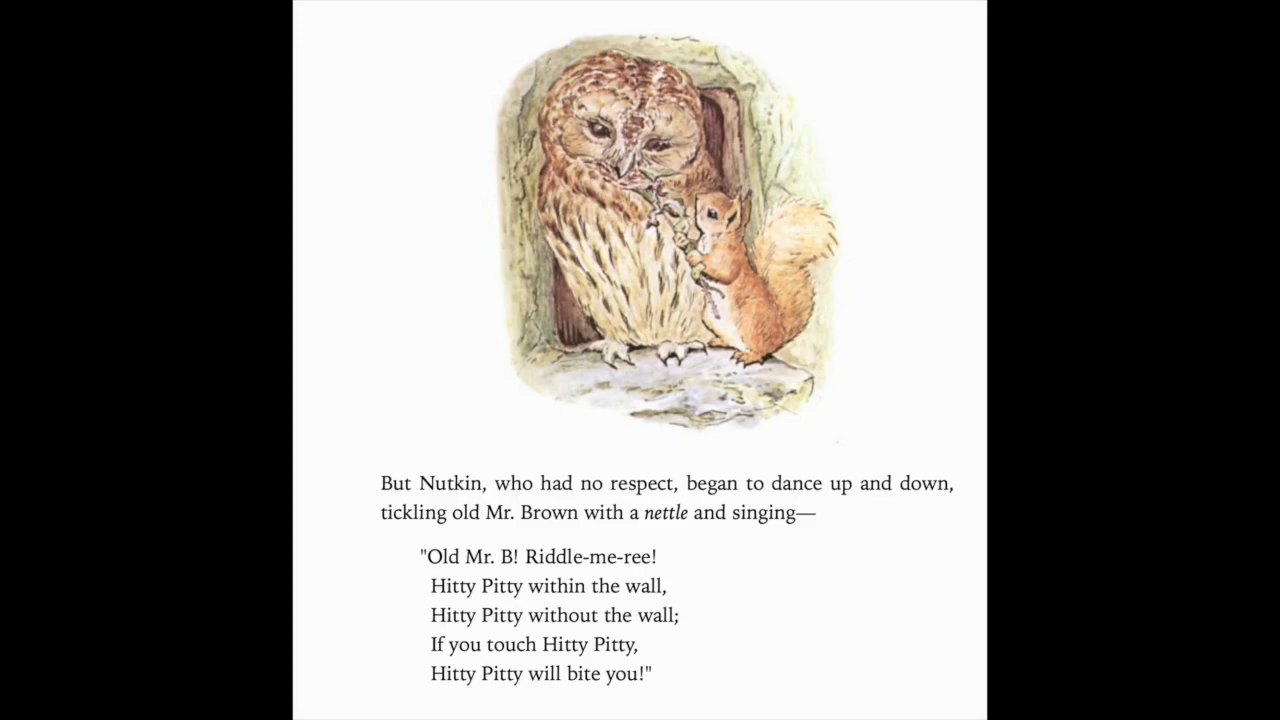 But Nutkin, who had no respect, began to dance up and down,
tickling old Mr. Brown with a nettle and singing—
"Old Mr. B! Riddle-me-ree!
Hitty Pitty within the wall,
Hitty Pitty without the wall;
If you touch Hitty Pitty,
Hitty Pitty will bite you!"